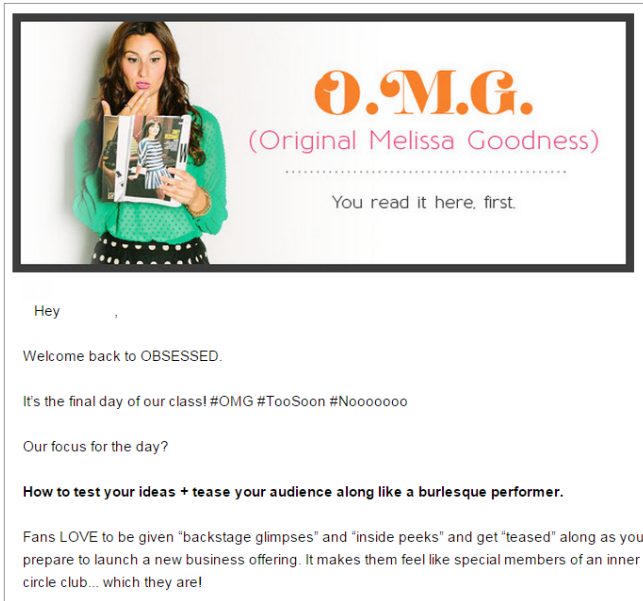 O.M.G.
(Original Melissa Goodness)
You read it here, first.
Hey ,
Welcome back to OBSESSED.
It's the final day of our class! #OMG #TooSoon #Nooooooo
Our focus for the day?
How to test your ideas + tease your audience along like a burlesque performer.
Fans LOVE to be given “backstage glimpses” and “inside peeks” and get “teased” along as you
prepare to launch a new business offering. It makes them feel like special members of an inner
circle club... which they are!